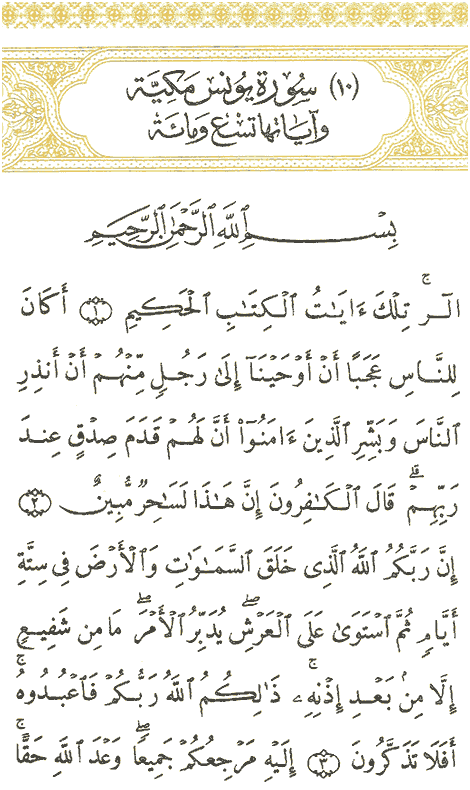 (١٠) سُورَةِ يُونسَ مَكِيَّة
وَآيَاتهَا تِسْعٌ وَمَائَة
بِسْمِ ٱللَّهِ ٱلرَّحْمَٰنِ ٱلرَّحِيمِ
الٓرۚ تِلْكَ ءَايَٰتُ ٱلْكِتَٰبِ ٱلْحَكِيمِ ١ أَكَانَ
لِلنَّاسِ عَجَبًا أَنْ أَوْحَيْنَآ إِلَىٰ رَجُلٍ مِّنْهُمْ أَنْ أَنذِرِ
ٱلنَّاسَ وَبَشِّرِ ٱلَّذِينَ ءَامَنُوٓا۟ أَنَّ لَهُمْ قَدَمَ صِدْقٍ عِندَ
رَبِّهِمْۗ قَالَ ٱلْكَٰفِرُونَ إِنَّ هَٰذَا لَسَٰحِرٌ مُّبِينٌ ٢
إِنَّ رَبَّكُمُ ٱللَّهُ ٱلَّذِى خَلَقَ ٱلسَّمَٰوَٰتِ وَٱلْأَرْضَ فِى سِتَّةِ
أَيَّامٍ ثُمَّ ٱسْتَوَىٰ عَلَى ٱلْعَرْشِۖ يُدَبِّرُ ٱلْأَمْرَۖ مَا مِن شَفِيعٍ
إِلَّا مِنۢ بَعْدِ إِذْنِهِۦۚ ذَٰلِكُمُ ٱللَّهُ رَبُّكُمْ فَٱعْبُدُوهُۚ
أَفَلَا تَذَكَّرُونَ ٣ إِلَيْهِ مَرْجِعُكُمْ جَمِيعًاۖ وَعْدَ ٱللَّهِ حَقًّاۚ